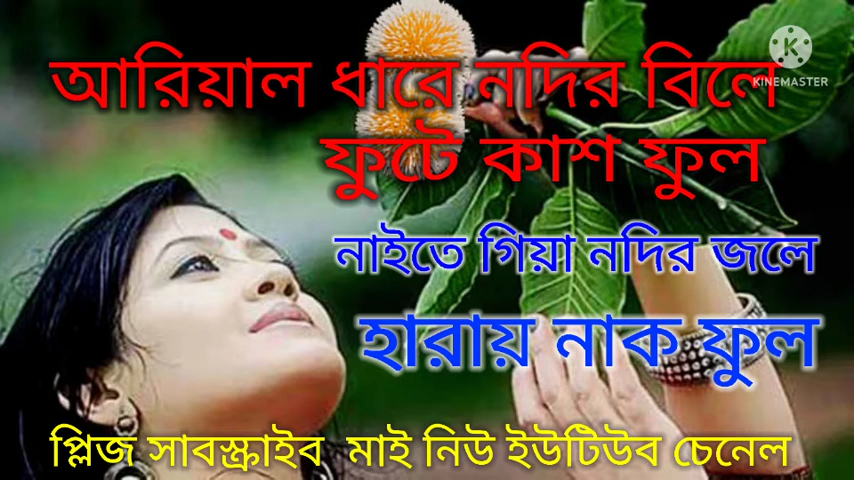 আরিয়াল ধারে নদির বিলে
ফুটে কাশ ফুল
নাইতে গিয়া নদির জলে
হারায় নাক ফুল
প্লিজ সাবস্ক্রাইব মাই নিউ ইউটিউব চেনেল
KINEMASTER